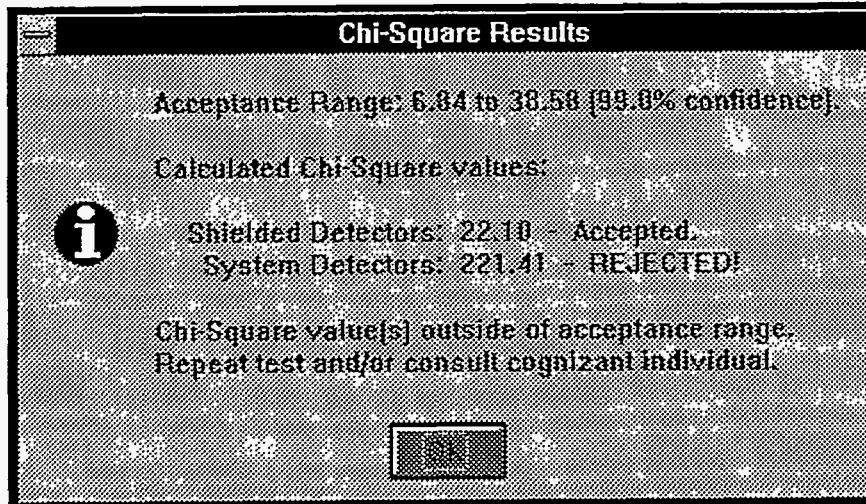 Chi-Square Results
Acceptance Range: 6.84 to 38.58 (99.0% confidence).
Calculated Chi-Square values:
Shielded Detectors: 22.10 - Accepted.
System Detectors: 221.41 - REJECTED!
Chi-Square value(s) outside of acceptance range.
Repeat test and/or consult cognizant individual.
OK